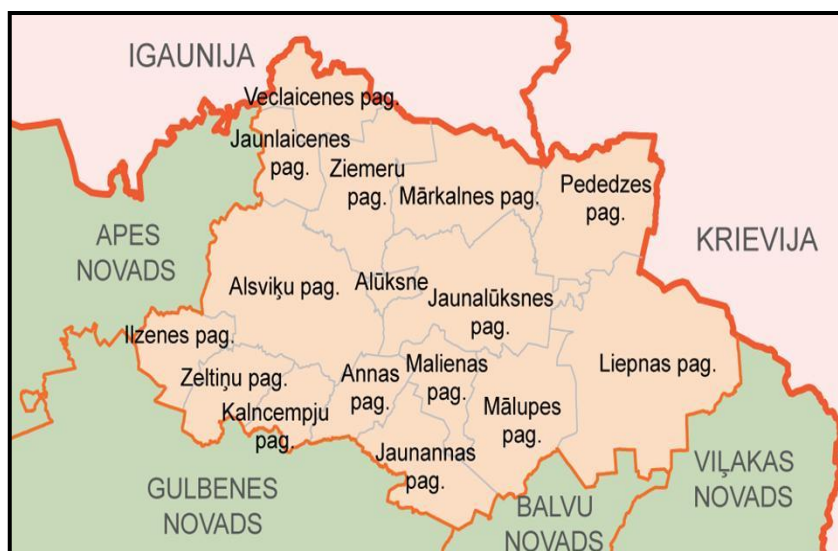 IGAUNIJA
Veclaicenes pag.
Jaunlaicenes
pag.
Ziemeru
pag.
Mārkalnes pag.
Pededzes
pag.
KRIEVIJA
APES
NOVADS
Alsviķu pag.
Alūksne
Jaunalūksnes
pag.
Ilzenes pag.
Zeltiņu pag.
Kalncempju
pag.
Annas
pag.
Malienas
pag.
Liepnas pag.
Mālupes
pag.
Jaunannas
pag.
GULBENES
NOVADS
BALVU
NOVADS
VIĻAKAS
NOVADS